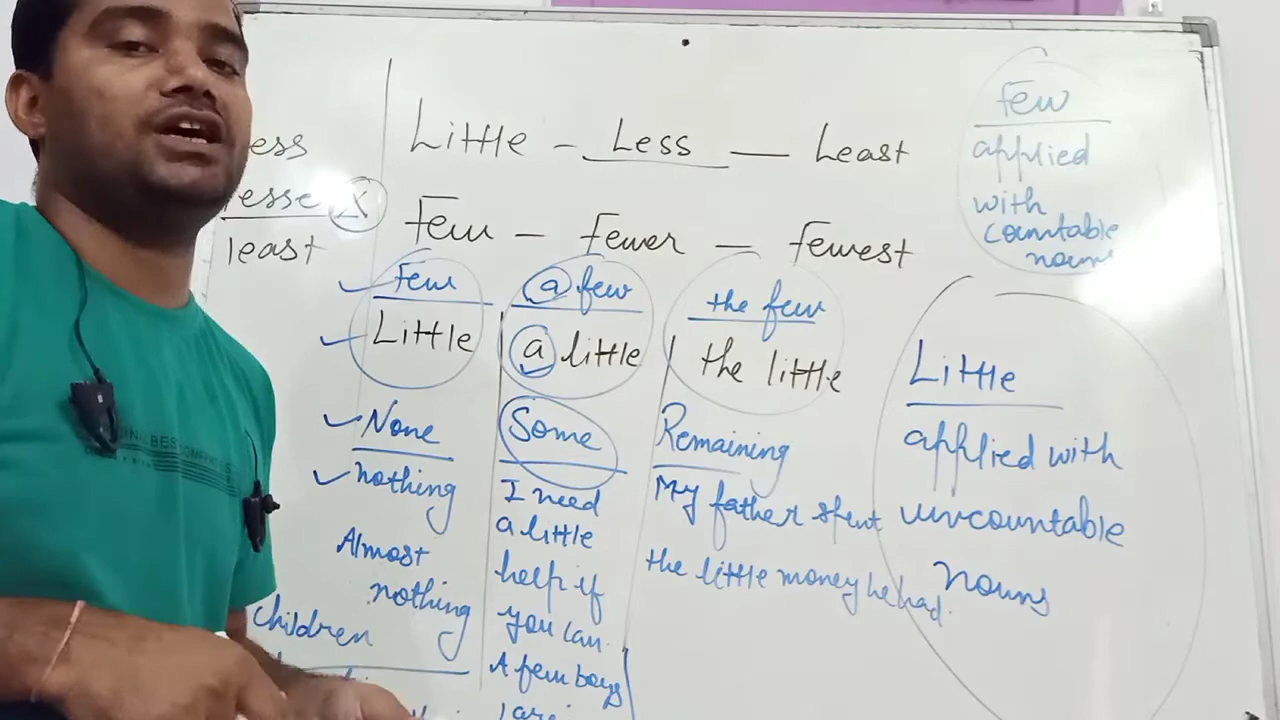 ess
esse X
least
Little - Less — Least
Few — Fewer — Fewest
Few
applied
with
countable
nouns
Few
Little
None
nothing
Almost
nothing
children
a few
a little
Some
I need
a little
help if
you can.
A few boys
the few
the little
Remaining
My father spent
the little money he had.
Little
applied with
uncountable
nouns